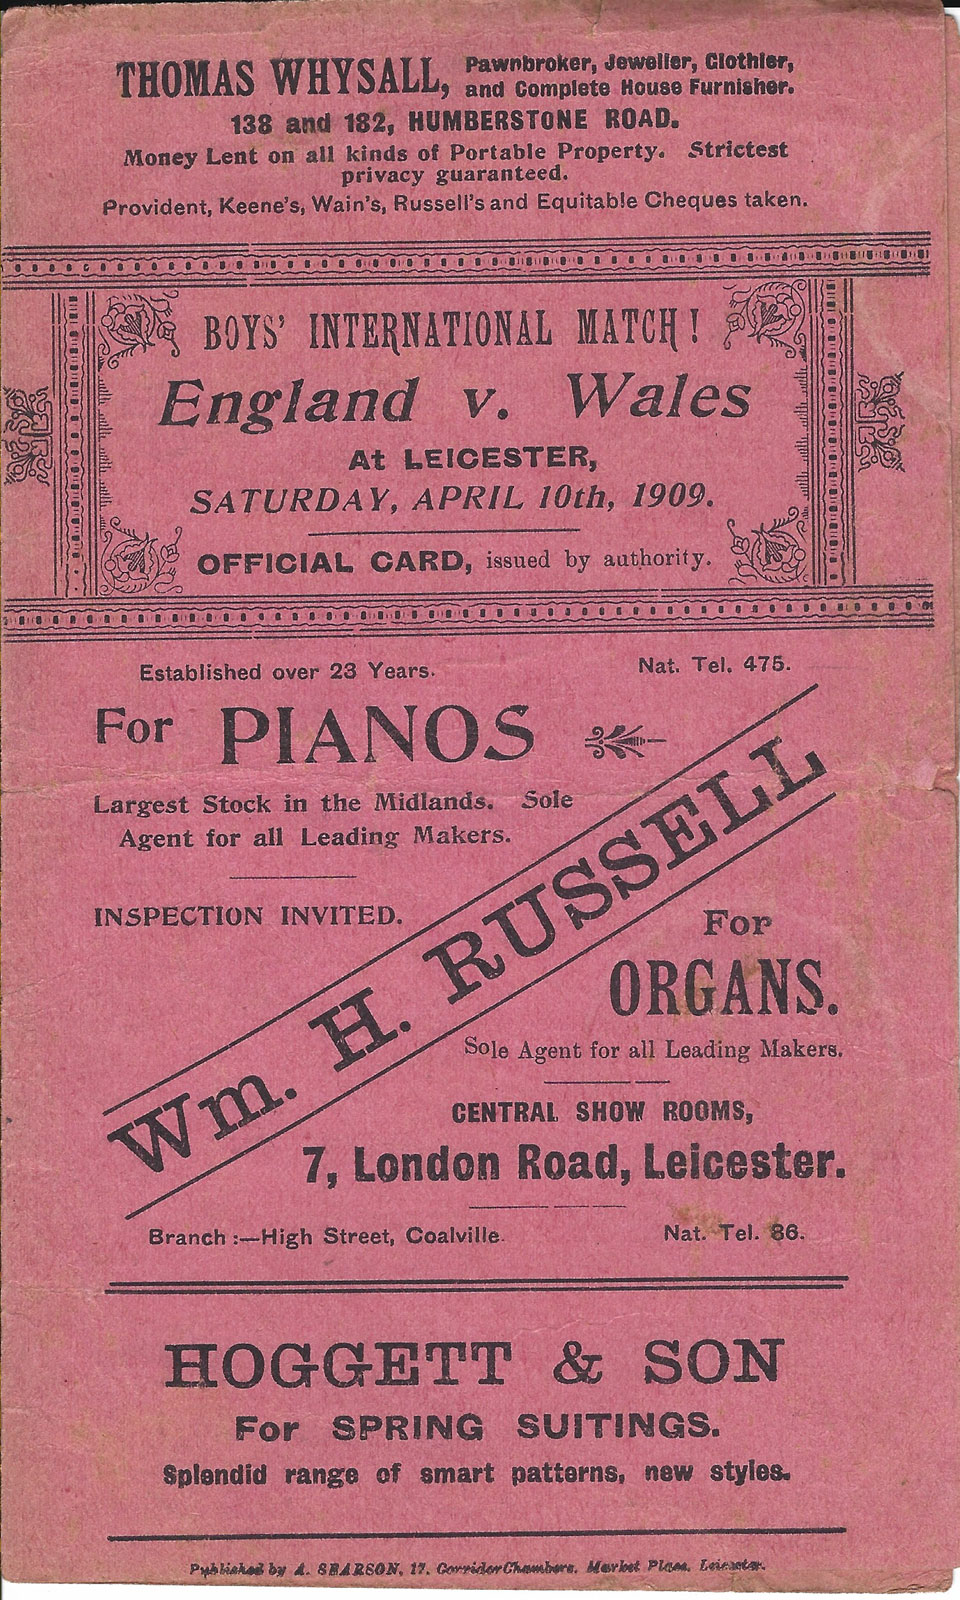 THOMAS WHYSALL, Pawnbroker, Jeweller, Clothier,
and Complete House Furnisher.
138 and 182, HUMBERSTONE ROAD.
Money Lent on all kinds of Portable Property. Strictest
privacy guaranteed.
Provident, Keene's, Wain's, Russell's and Equitable Cheques taken.
BOYS' INTERNATIONAL MATCH!
England v. Wales
At LEICESTER,
SATURDAY, APRIL 10th, 1909.
OFFICIAL CARD, issued by authority.
Established over 23 Years. Nat. Tel. 475.
For PIANOS
Largest Stock in the Midlands. Sole
Agent for all Leading Makers.
INSPECTION INVITED.
Wm. H. RUSSELL
For
ORGANS.
Sole Agent for all Leading Makers.
CENTRAL SHOW ROOMS,
7, London Road, Leicester.
Branch :—High Street, Coalville. Nat. Tel. 86.
HOGGETT & SON
For SPRING SUITINGS.
Splendid range of smart patterns, new styles.
Published by A. SEARSON, 17, Corridor Chambers, Market Place, Leicester.